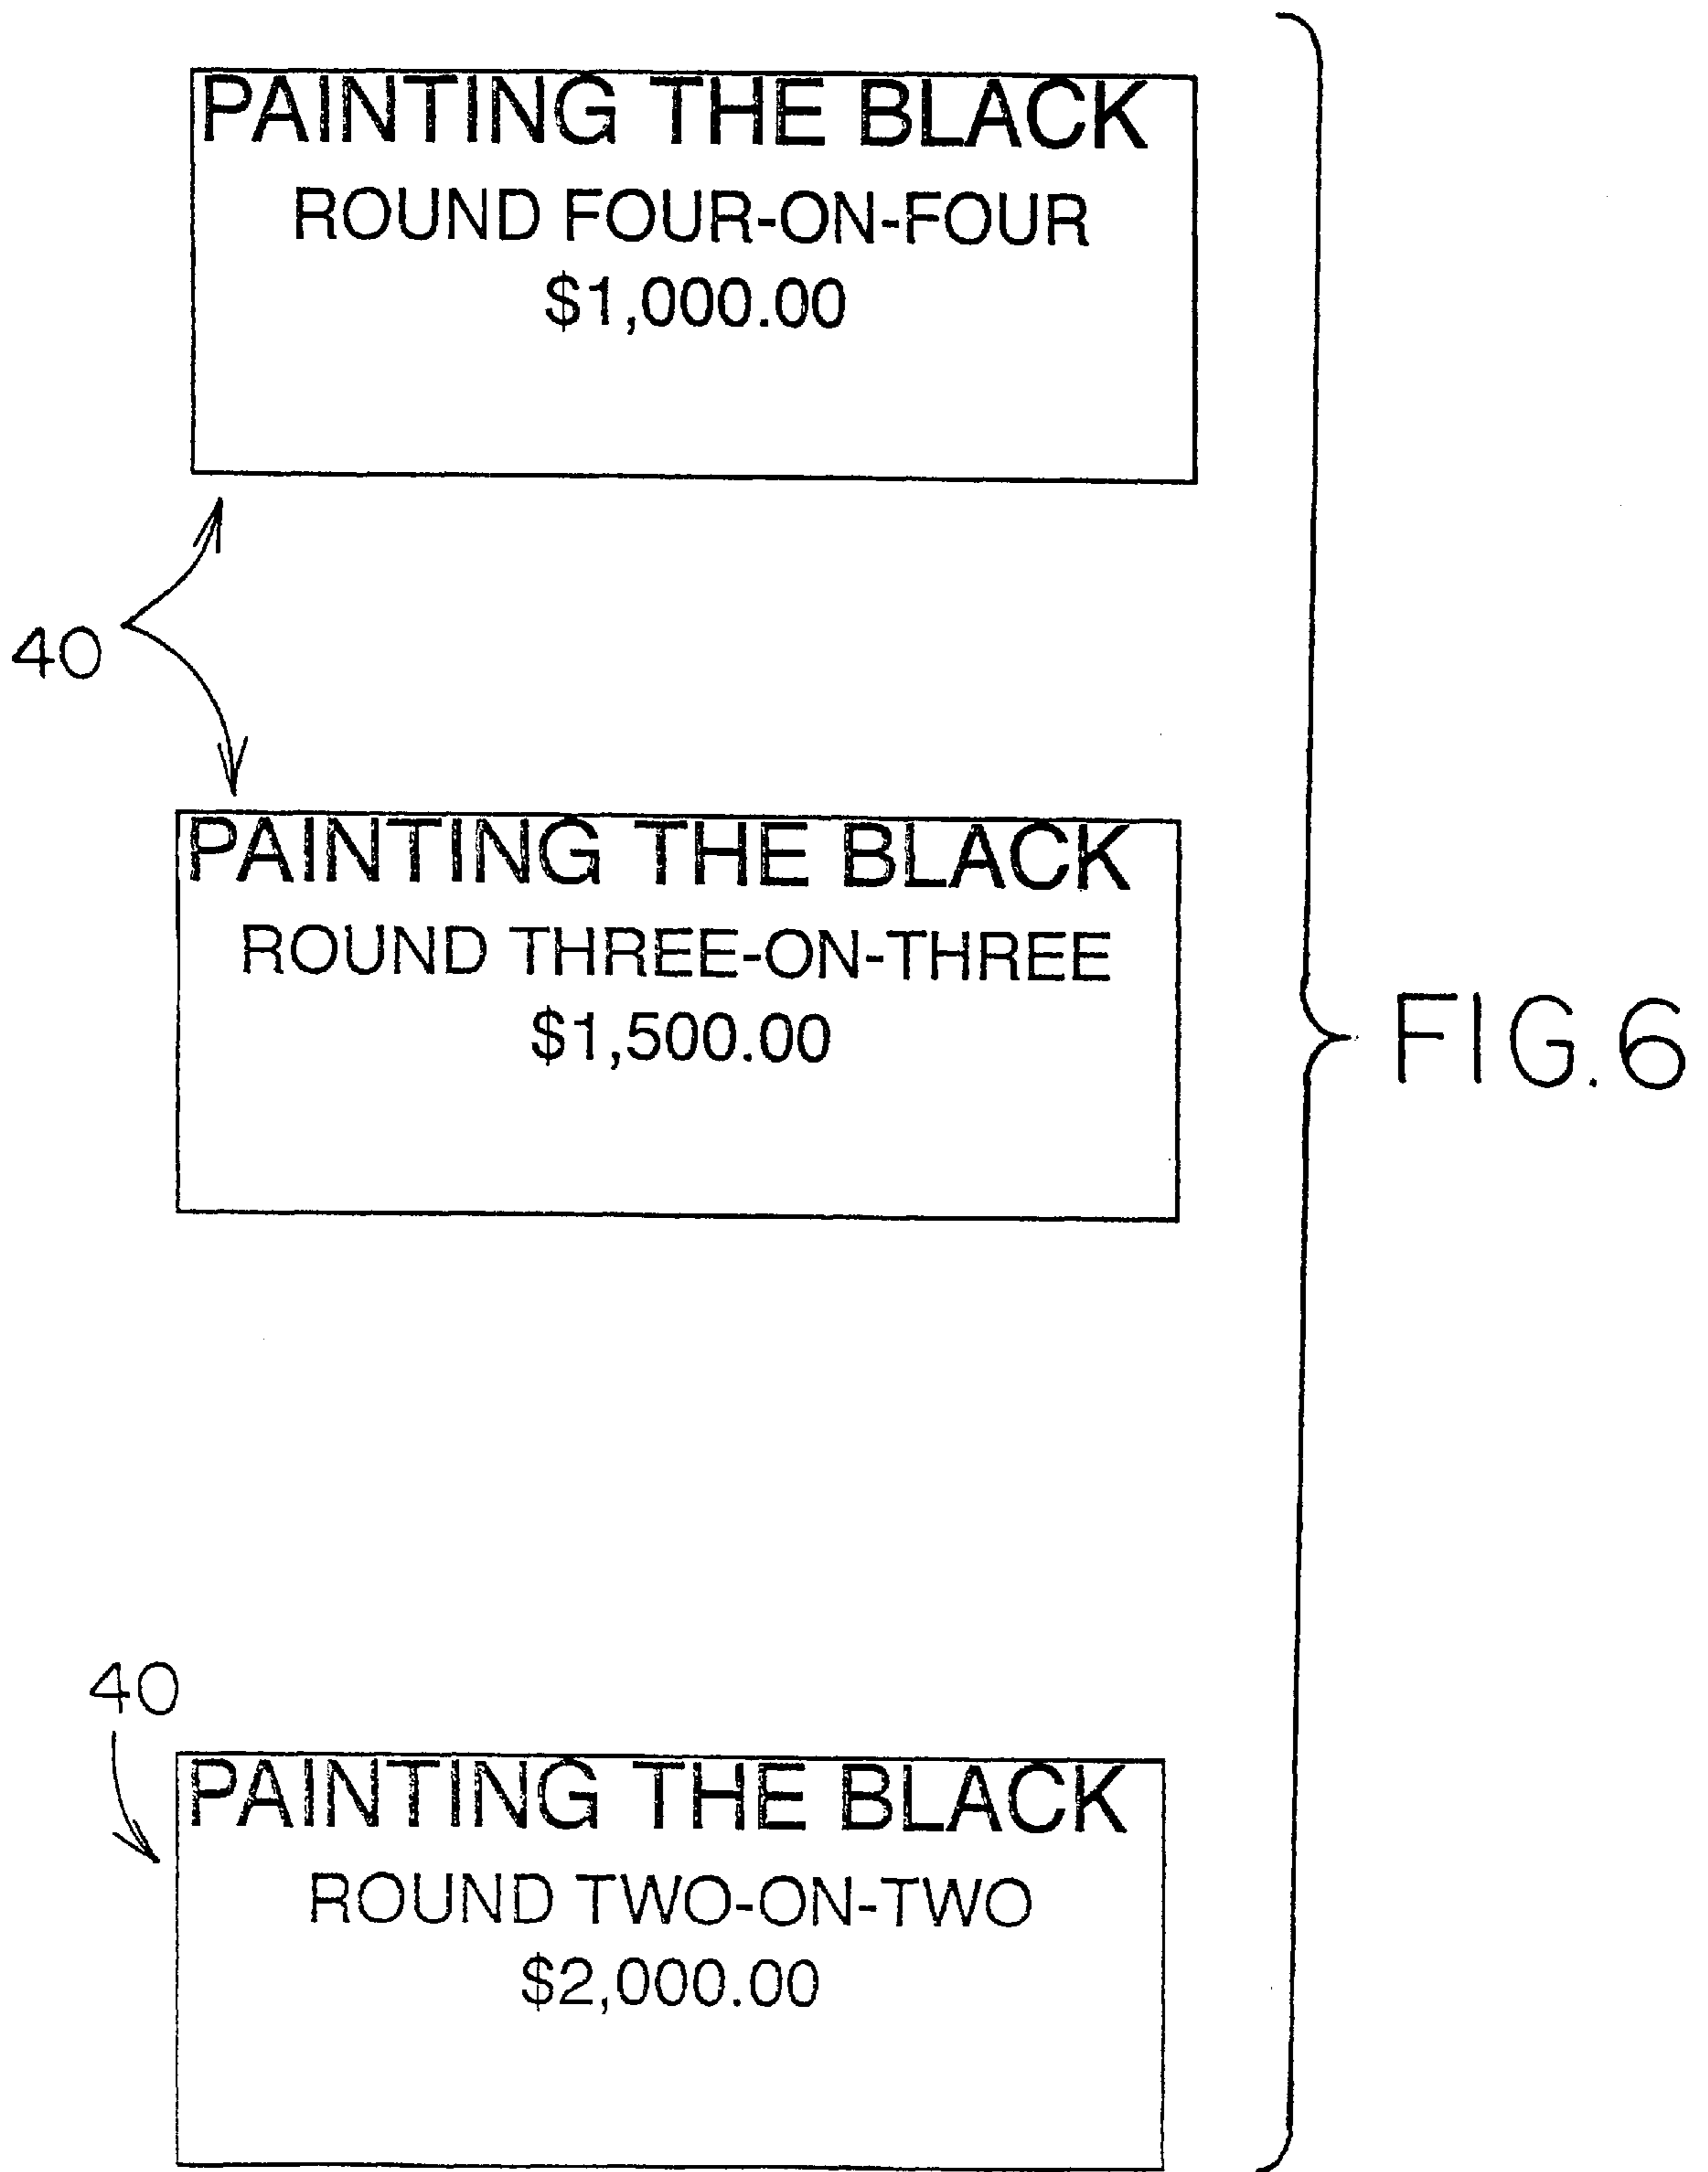 PAINTING THE BLACK
ROUND FOUR-ON-FOUR
$1,000.00
40
PAINTING THE BLACK
ROUND THREE-ON-THREE
$1,500.00
FIG.6
40
PAINTING THE BLACK
ROUND TWO-ON-TWO
$2,000.00